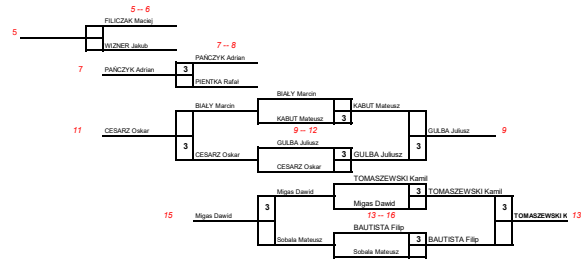 5 -- 6
FILICZAK Maciej
5
WIZNER Jakub
7 -- 8
PAŃCZYK Adrian
7 PAŃCZYK Adrian 3
PIENTKA Rafał
BIAŁY Marcin
BIAŁY Marcin KABUT Mateusz
KABUT Mateusz 3
11 CESARZ Oskar 3 9 -- 12 3 GULBA Juliusz 9
GULBA Juliusz
CESARZ Oskar 3 GULBA Juliusz
CESARZ Oskar
TOMASZEWSKI Kamil
Migas Dawid 3 TOMASZEWSKI Kamil
Migas Dawid
15 Migas Dawid 3 13 -- 16 3 TOMASZEWSKI K 13
BAUTISTA Filip
Sobala Mateusz 3 BAUTISTA Filip
Sobala Mateusz